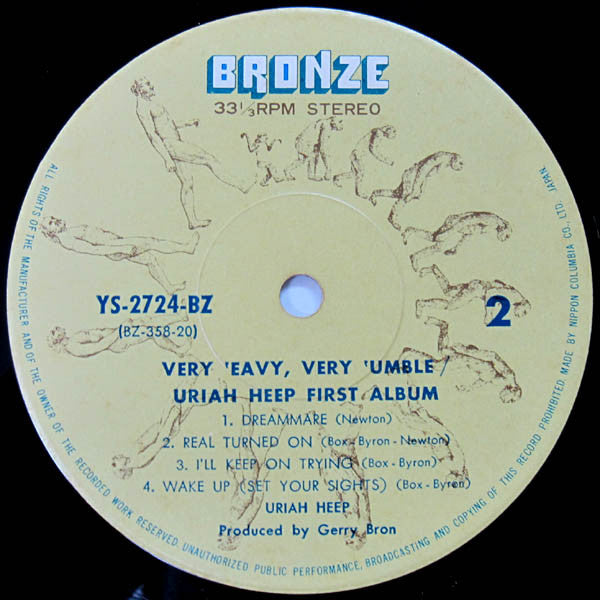 BRONZE
33 1/3 RPM STEREO
YS-2724-BZ
(BZ-358-20)
2
VERY 'EAVY, VERY 'UMBLE /
URIAH HEEP FIRST ALBUM
1. DREAMMARE (Newton)
2. REAL TURNED ON (Box-Byron-Newton)
3. I'LL KEEP ON TRYING (Box-Byron)
4. WAKE UP (SET YOUR SIGHTS) (Box-Byron)
URIAH HEEP
Produced by Gerry Bron
ALL RIGHTS OF THE MANUFACTURER AND OF THE OWNER OF THE RECORDED WORK RESERVED. UNAUTHORIZED PUBLIC PERFORMANCE, BROADCASTING AND COPYING OF THIS RECORD PROHIBITED. MADE BY NIPPON COLUMBIA CO., LTD. JAPAN.